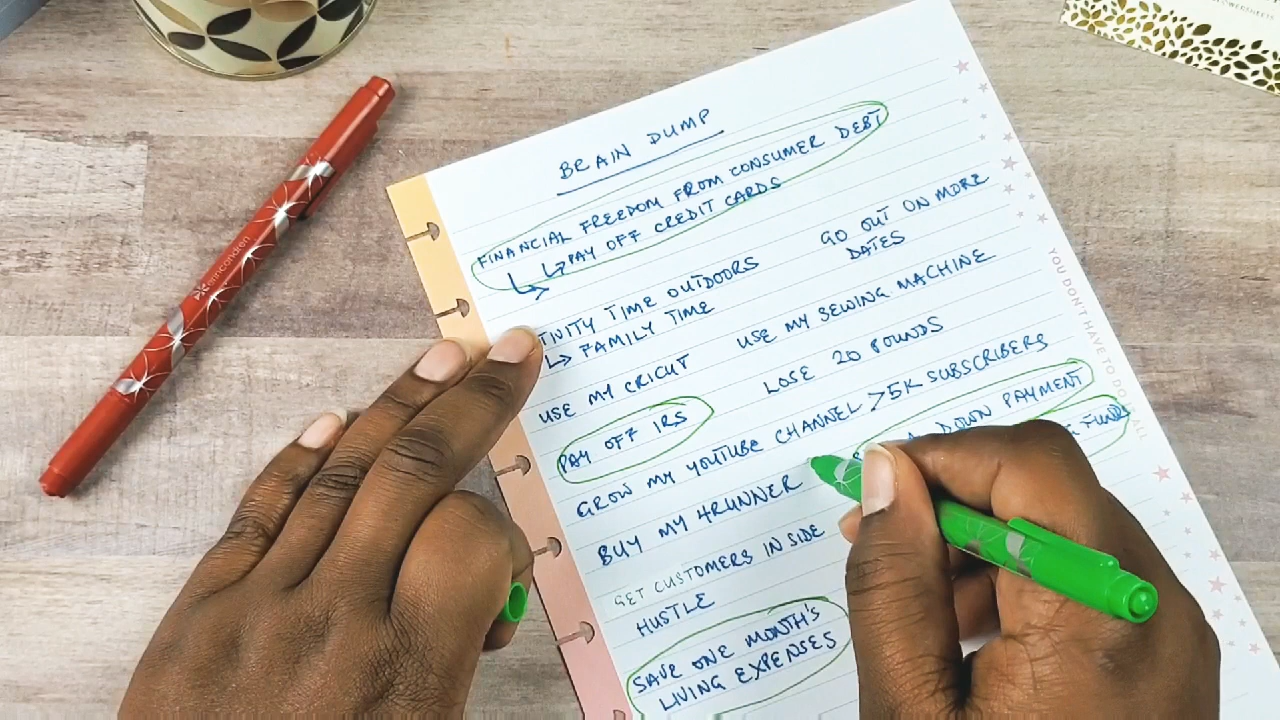 BRAIN DUMP
FINANCIAL FREEDOM FROM CONSUMER DEBT
↳ PAY OFF CREDIT CARDS
GO OUT ON MORE
DATES
TIVITY TIME OUTDOORS
↳ FAMILY TIME
USE MY SEWING MACHINE
USE MY CRICUT
LOSE 20 POUNDS
PAY OFF IRS
GROW MY YOUTUBE CHANNEL >5K SUBSCRIBERS
DOWN PAYMENT
BUY MY 4RUNNER
GET CUSTOMERS IN SIDE
HUSTLE
SAVE ONE MONTH'S
LIVING EXPENSES
YOU DON'T HAVE TO DO ALL
erincondren